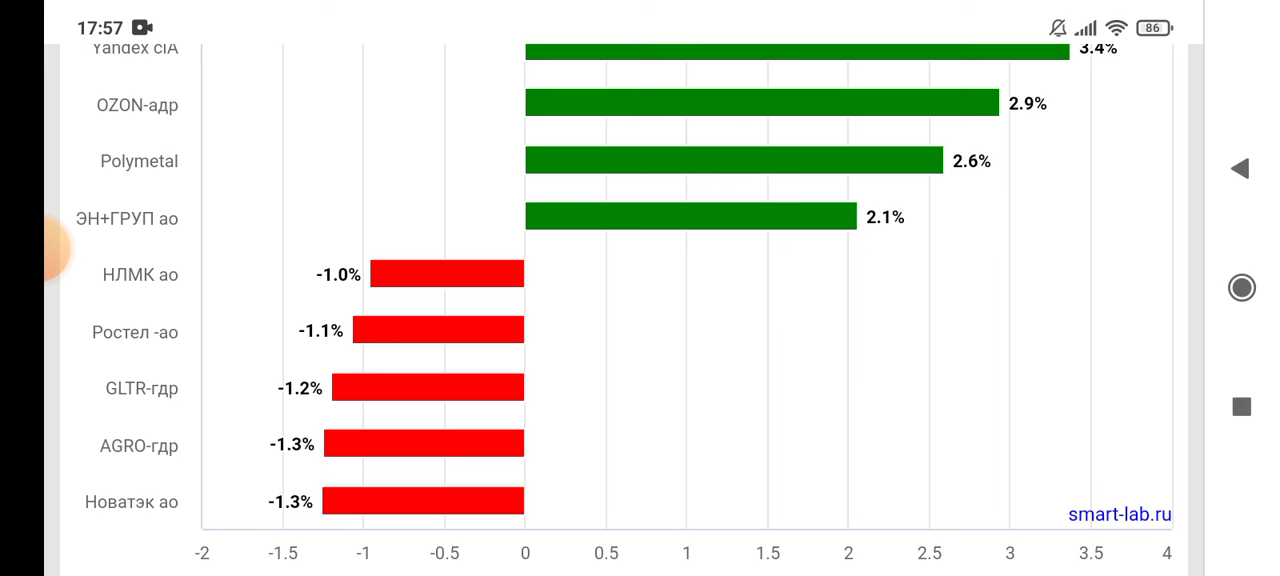 17:57
86
Yandex clA 3.4%
OZON-адр 2.9%
Polymetal 2.6%
ЭН+ГРУП ао 2.1%
НЛМК ао -1.0%
Ростел -ао -1.1%
GLTR-гдр -1.2%
AGRO-гдр -1.3%
Новатэк ао -1.3%
smart-lab.ru
-2 -1.5 -1 -0.5 0 0.5 1 1.5 2 2.5 3 3.5 4